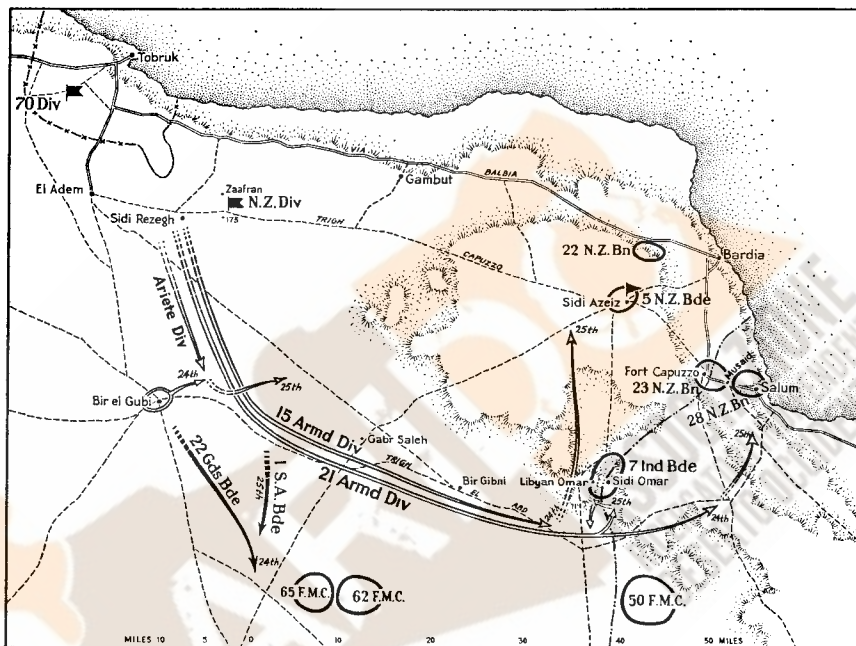 Tobruk
70 Div
VIA
BALBIA
El Adem
Zaafran
N.Z. Div
Gambut
Sidi Rezegh
175
TRIGH
CAPUZZO
22 N.Z. Bn
Bardia
Ariete Div
Sidi Azeiz
5 N.Z. Bde
25th
24th
25th
Fort Capuzzo
Musaid
Salum
23 N.Z. Bn
28 N.Z. Bn
Bir el Gubi
15 Armd Div
Gabr Saleh
25th
22 Gds Bde
1 S.A. Bde
25th
21 Armd Div
TRIGH
EL
ABD
Bir Gibni
Libyan Omar
7 Ind Bde
Sidi Omar
24th
25th
24th
24th
65 F.M.C.
62 F.M.C.
50 F.M.C.
MILES 10 5 0 10 20 30 40 50 MILES